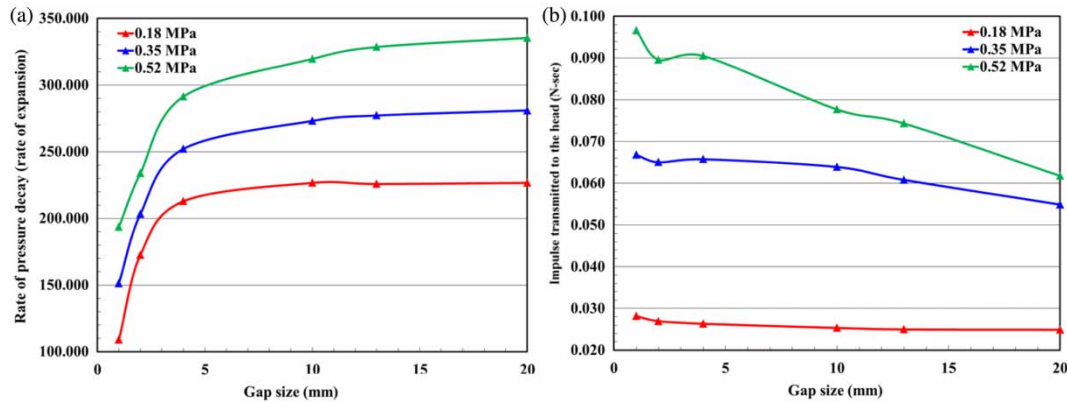 (a)
350.000
300.000
250.000
200.000
150.000
100.000
Rate of pressure decay (rate of expansion)
0.18 MPa
0.35 MPa
0.52 MPa
0 5 10 15 20
Gap size (mm)
(b)
0.100
0.090
0.080
0.070
0.060
0.050
0.040
0.030
0.020
Impulse transmitted to the head (N-sec)
0.18 MPa
0.35 MPa
0.52 MPa
0 5 10 15 20
Gap size (mm)